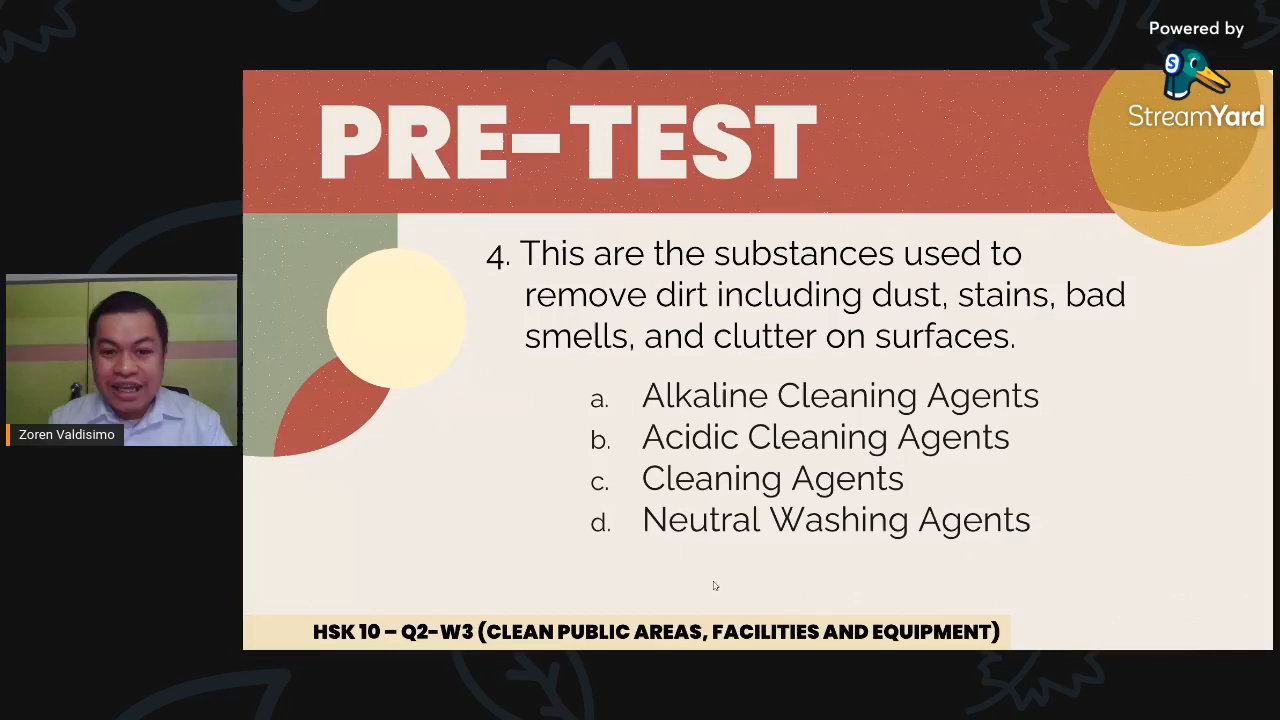 Powered by
StreamYard
PRE-TEST
4. This are the substances used to
remove dirt including dust, stains, bad
smells, and clutter on surfaces.
a. Alkaline Cleaning Agents
b. Acidic Cleaning Agents
c. Cleaning Agents
d. Neutral Washing Agents
Zoren Valdisimo
HSK 10 – Q2-W3 (CLEAN PUBLIC AREAS, FACILITIES AND EQUIPMENT)